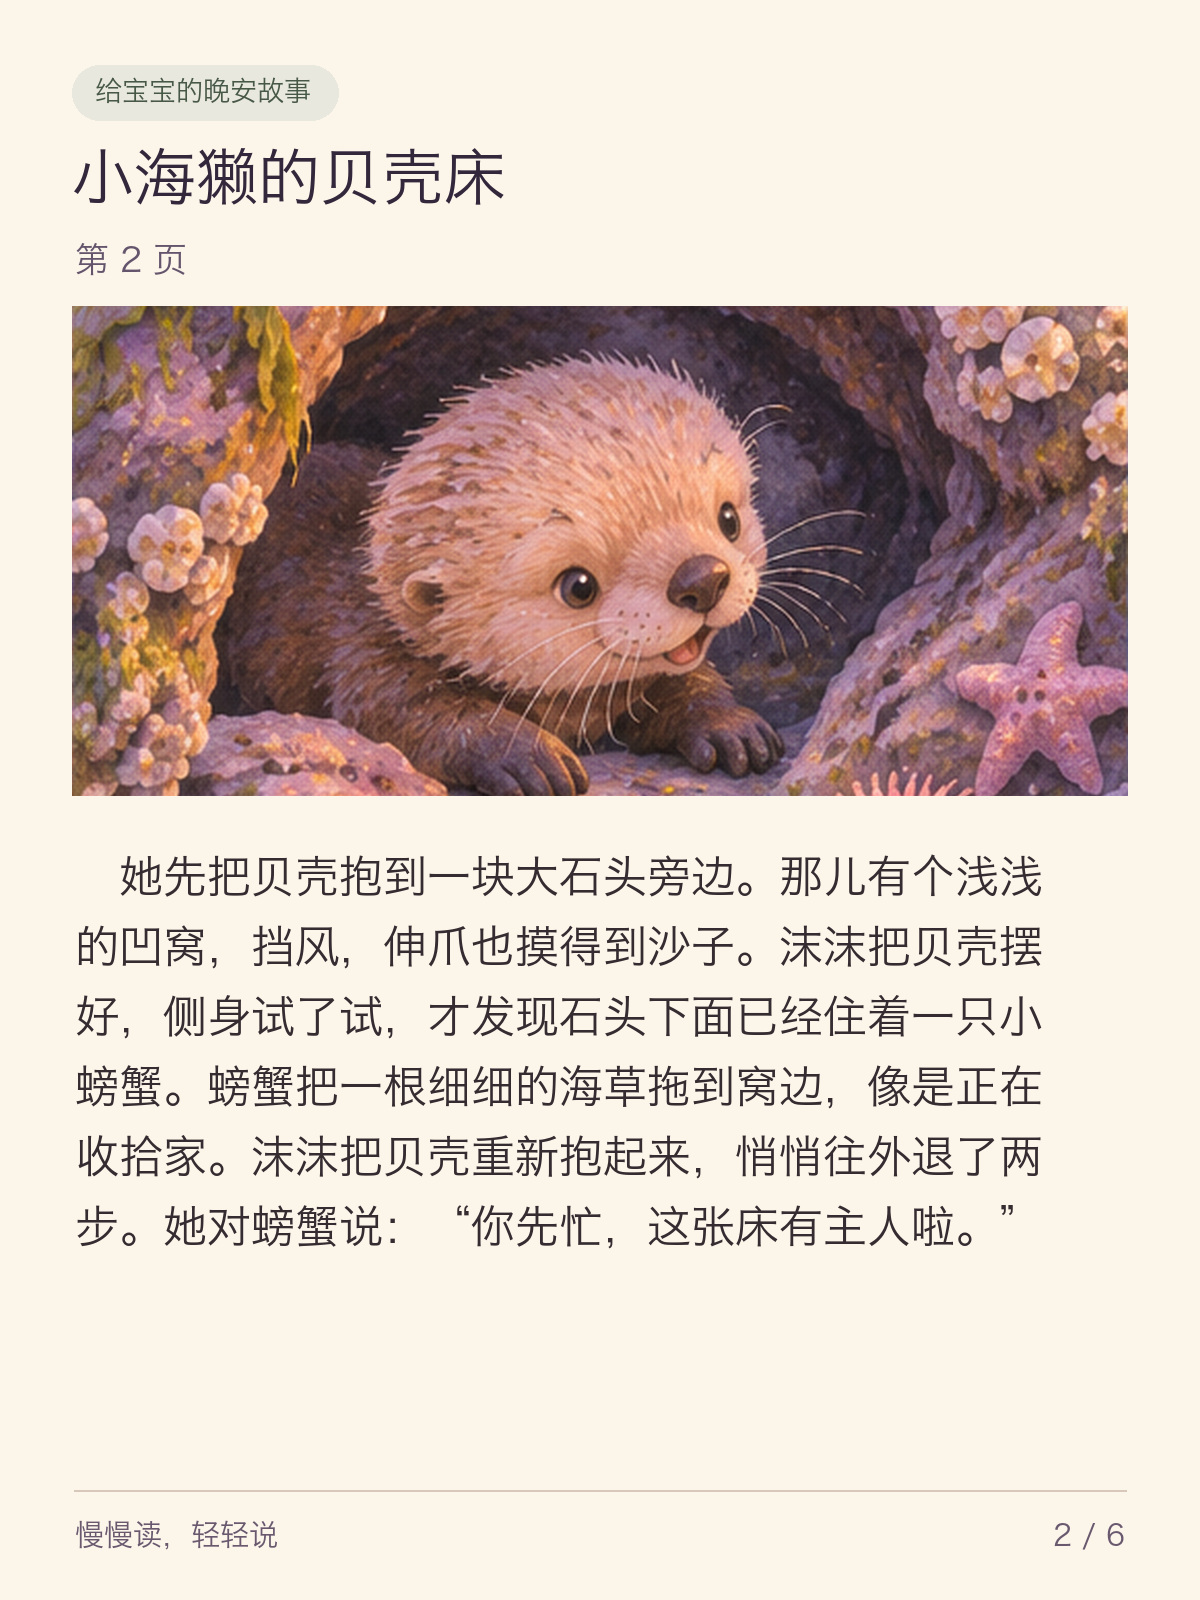 给宝宝的晚安故事
小海獭的贝壳床
第 2 页
她先把贝壳抱到一块大石头旁边。那儿有个浅浅
的凹窝，挡风，伸爪也摸得到沙子。沫沫把贝壳摆
好，侧身试了试，才发现石头下面已经住着一只小
螃蟹。螃蟹把一根细细的海草拖到窝边，像是正在
收拾家。沫沫把贝壳重新抱起来，悄悄往外退了两
步。她对螃蟹说：“你先忙，这张床有主人啦。”
慢慢读，轻轻说
2 / 6